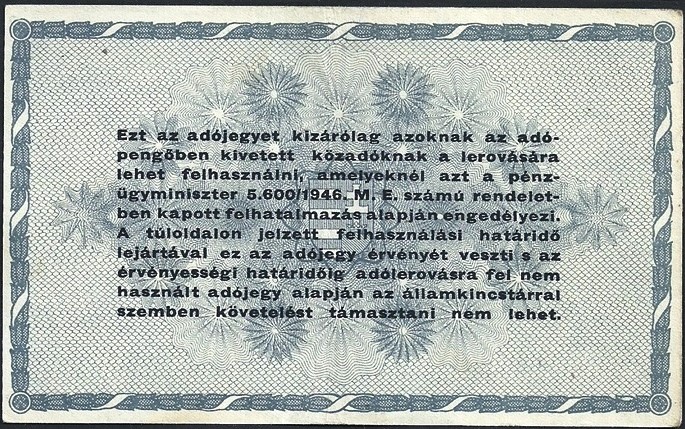 Ezt az adójegyet kizárólag azoknak az adó-
pengőben kivetett közadóknak a lerovására
lehet felhasználni, amelyeknél azt a pénz-
ügyminiszter 5.600/1946. M. E. számú rendelet-
ben kapott felhatalmazás alapján engedélyezi.
A túloldalon jelzett felhasználási határidő
lejártával ez az adójegy érvényét veszti s az
érvényességi határidőig adólerovásra fel nem
használt adójegy alapján az államkincstárral
szemben követelést támasztani nem lehet.